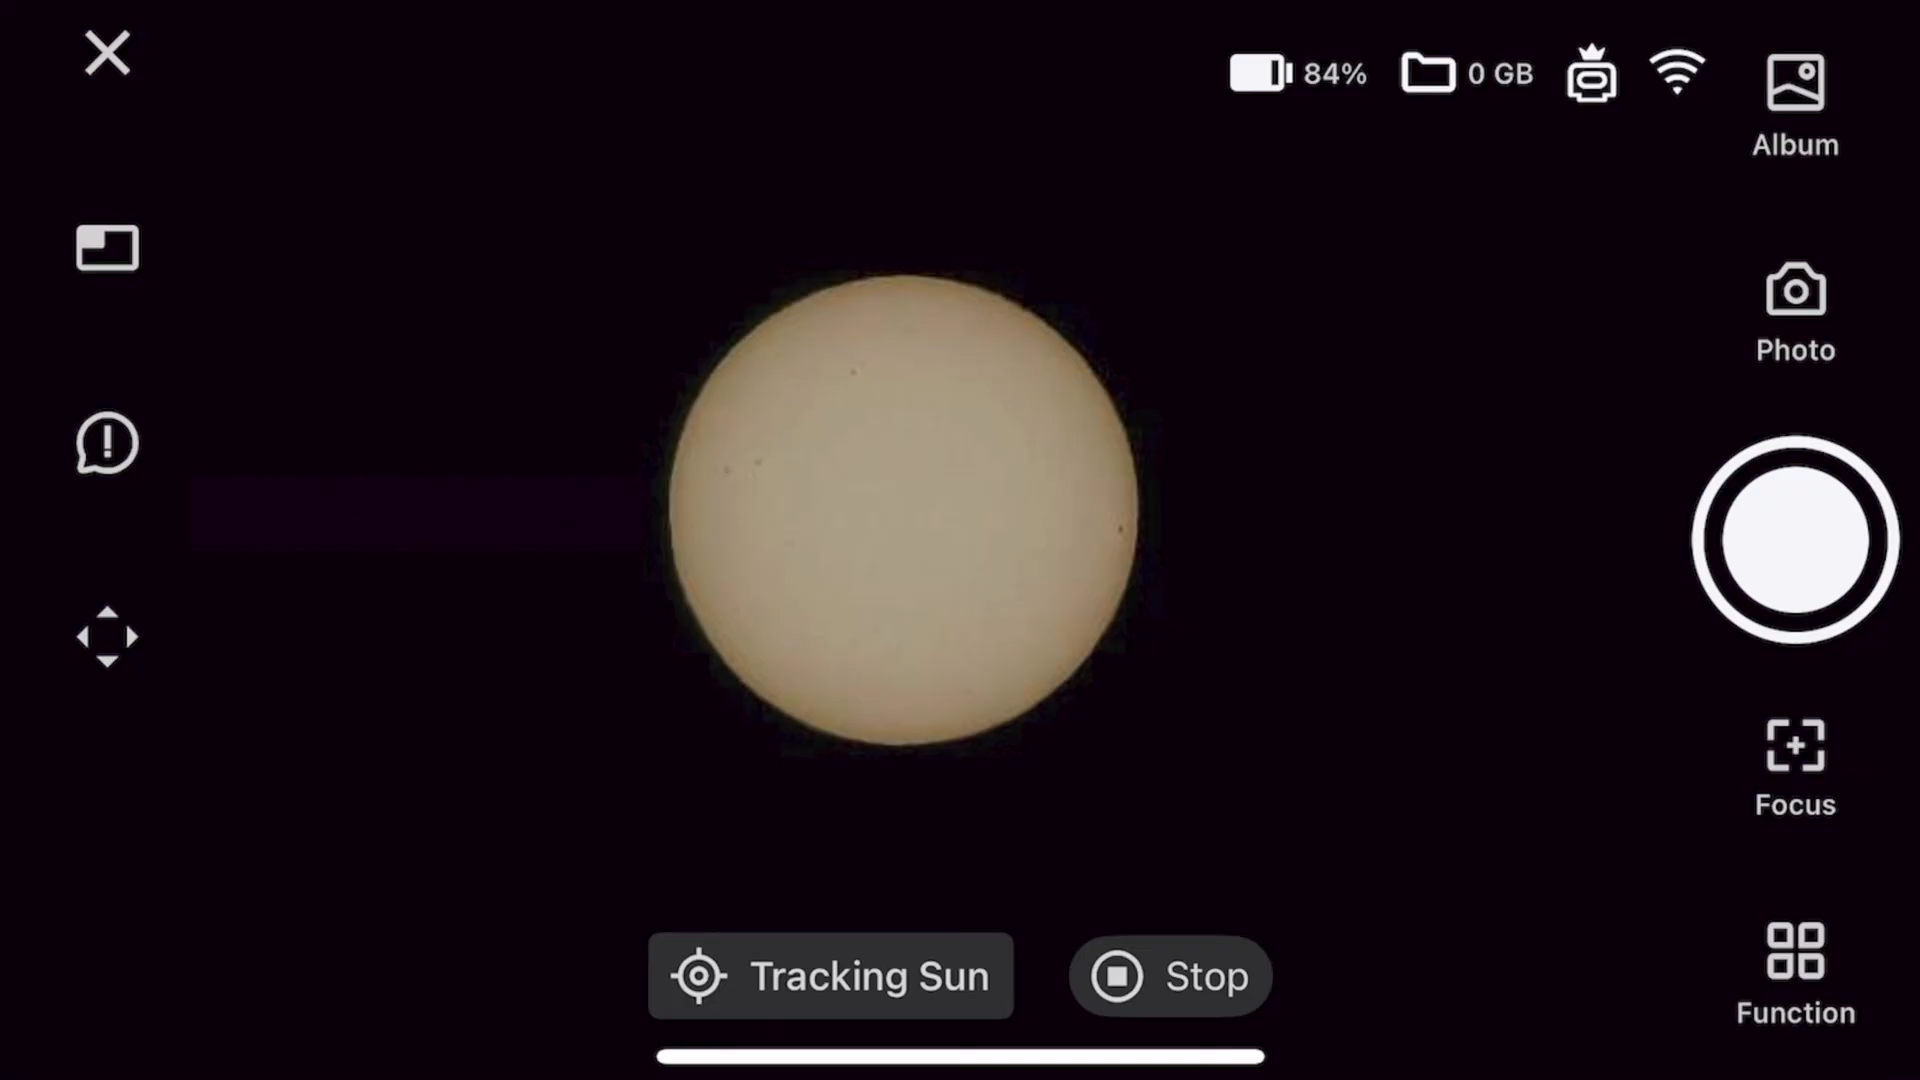 84%
0 GB
Album
Photo
Focus
Tracking Sun
Stop
Function